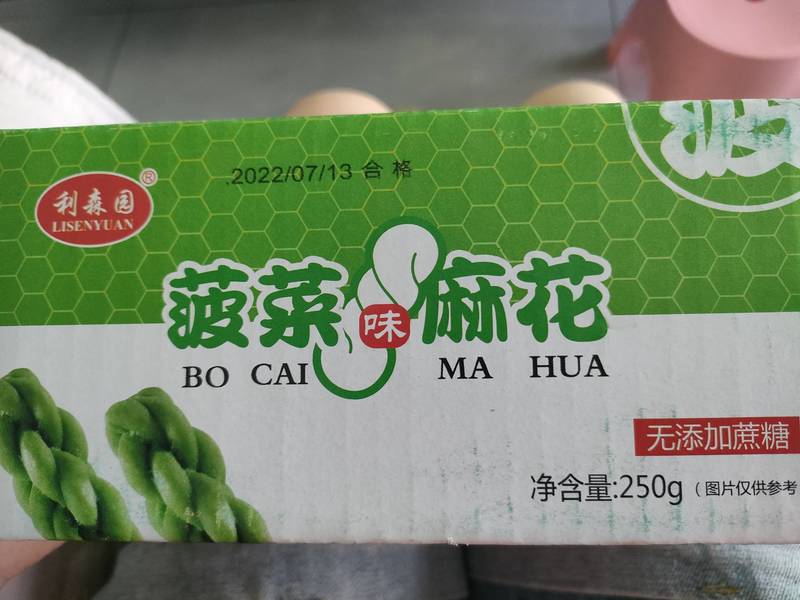 .2022/07/13 合格
利森园®
LISENYUAN
菠菜味麻花
BO CAI MA HUA
无添加蔗糖
净含量:250g（图片仅供参考
菠